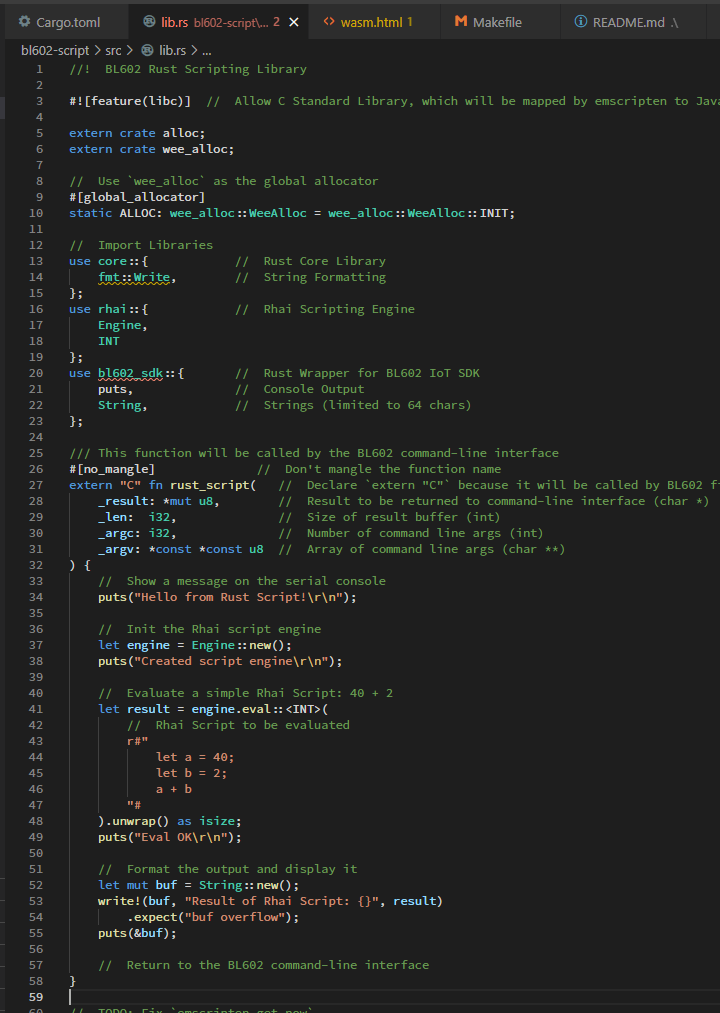 Cargo.toml lib.rs bl602-script\... 2 × <> wasm.html 1 M Makefile README.md .\
bl602-script > src > lib.rs > ...
1 //!  BL602 Rust Scripting Library
2
3 #![feature(libc)]  //  Allow C Standard Library, which will be mapped by emscripten to
4
5 extern crate alloc;
6 extern crate wee_alloc;
7
8 //  Use `wee_alloc` as the global allocator
9 #[global_allocator]
10 static ALLOC: wee_alloc::WeeAlloc = wee_alloc::WeeAlloc::INIT;
11
12 //  Import Libraries
13 use core::{            //  Rust Core Library
14     fmt::Write,        //  String Formatting
15 };
16 use rhai::{            //  Rhai Scripting Engine
17     Engine,
18     INT
19 };
20 use bl602_sdk::{       //  Rust Wrapper for BL602 IoT SDK
21     puts,              //  Console Output
22     String,            //  Strings (limited to 64 chars)
23 };
24
25 /// This function will be called by the BL602 command-line interface
26 #[no_mangle]              //  Don't mangle the function name
27 extern "C" fn rust_script(   //  Declare `extern "C"` because it will be called by BL602
28     _result: *mut u8,        //  Result to be returned to command-line interface (char *)
29     _len:  i32,              //  Size of result buffer (int)
30     _argc: i32,              //  Number of command line args (int)
31     _argv: *const *const u8  //  Array of command line args (char **)
32 ) {
33     //  Show a message on the serial console
34     puts("Hello from Rust Script!\r\n");
35
36     //  Init the Rhai script engine
37     let engine = Engine::new();
38     puts("Created script engine\r\n");
39
40     //  Evaluate a simple Rhai Script: 40 + 2
41     let result = engine.eval::<INT>(
42         //  Rhai Script to be evaluated
43         r#"
44             let a = 40;
45             let b = 2;
46             a + b
47         "#
48     ).unwrap() as isize;
49     puts("Eval OK\r\n");
50
51     //  Format the output and display it
52     let mut buf = String::new();
53     write!(buf, "Result of Rhai Script: {}", result)
54         .expect("buf overflow");
55     puts(&buf);
56
57     //  Return to the BL602 command-line interface
58 }
59
60 //  TODO: Fix `emscripten_get_now`